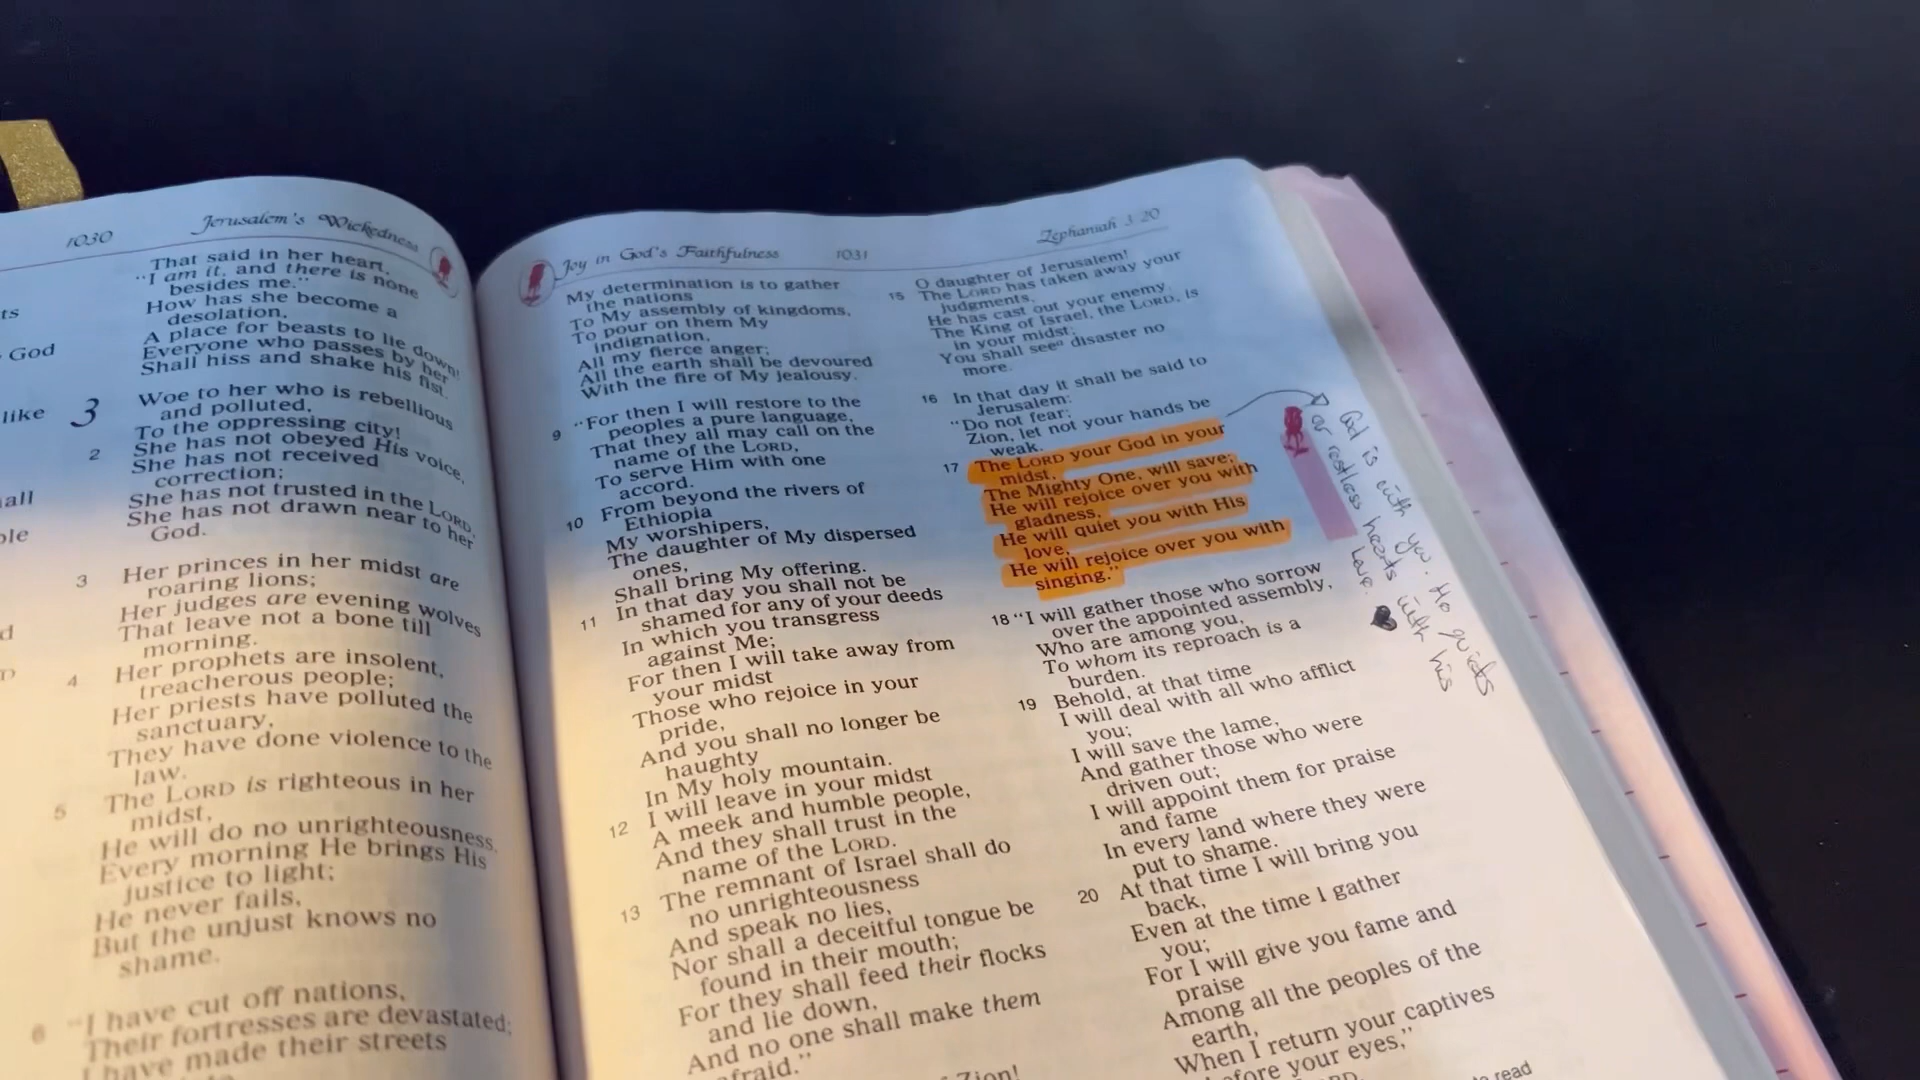 1030
Jerusalem's Wickedness
ts
God
like
all
ple
d
That said in her heart,
"I am it, and there is none
besides me."
How has she become a
desolation,
A place for beasts to lie down!
Everyone who passes by her
Shall hiss and shake his fist.
3 Woe to her who is rebellious
and polluted,
To the oppressing city!
2 She has not obeyed His voice,
She has not received
correction;
She has not trusted in the LORD,
She has not drawn near to her
God.
3 Her princes in her midst are
roaring lions;
Her judges are evening wolves
That leave not a bone till
morning.
4 Her prophets are insolent,
treacherous people;
Her priests have polluted the
sanctuary,
They have done violence to the
law.
5 The LORD is righteous in her
midst,
He will do no unrighteousness.
Every morning He brings His
justice to light;
He never fails,
But the unjust knows no
shame.
6 "I have cut off nations,
Their fortresses are devastated;
I have made their streets
Joy in God's Faithfulness
1031
Zephaniah 3:20
My determination is to gather
the nations
To My assembly of kingdoms,
To pour on them My
indignation,
All my fierce anger;
All the earth shall be devoured
With the fire of My jealousy.
9 "For then I will restore to the
peoples a pure language,
That they all may call on the
name of the LORD,
To serve Him with one
accord.
10 From beyond the rivers of
Ethiopia
My worshipers,
The daughter of My dispersed
ones,
Shall bring My offering.
11 In that day you shall not be
shamed for any of your deeds
In which you transgress
against Me;
For then I will take away from
your midst
Those who rejoice in your
pride,
And you shall no longer be
haughty
In My holy mountain.
12 I will leave in your midst
A meek and humble people,
And they shall trust in the
name of the LORD.
13 The remnant of Israel shall do
no unrighteousness
And speak no lies,
Nor shall a deceitful tongue be
found in their mouth;
For they shall feed their flocks
and lie down,
And no one shall make them
afraid."
Zion!
O daughter of Jerusalem!
15 The LORD has taken away your
judgments,
He has cast out your enemy.
The King of Israel, the LORD, is
in your midst;
You shall see disaster no
more.
16 In that day it shall be said to
Jerusalem:
"Do not fear;
Zion, let not your hands be
weak.
17 The LORD your God in your
midst,
The Mighty One, will save;
He will rejoice over you with
gladness,
He will quiet you with His
love,
He will rejoice over you with
singing."
18 "I will gather those who sorrow
over the appointed assembly,
Who are among you,
To whom its reproach is a
burden.
19 Behold, at that time
I will deal with all who afflict
you;
I will save the lame,
And gather those who were
driven out;
I will appoint them for praise
and fame
In every land where they were
put to shame.
20 At that time I will bring you
back,
Even at the time I gather
you;
For I will give you fame and
praise
Among all the peoples of the
earth,
When I return your captives
before your eyes,"
read
God is with you. He quiets
our restless hearts with his
love.